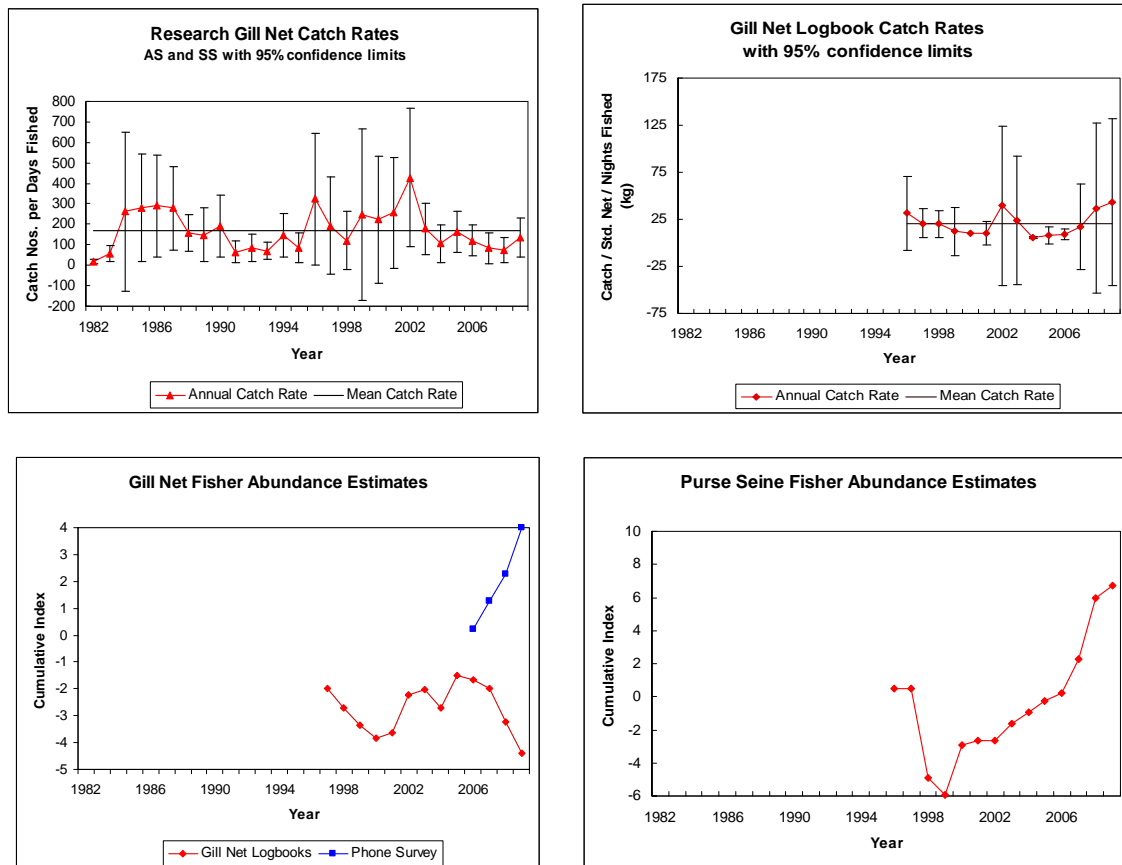 Research Gill Net Catch Rates
AS and SS with 95% confidence limits
Catch Nos. per Days Fished
800
700
600
500
400
300
200
100
0
-100
-200
1982 1986 1990 1994 1998 2002 2006
Year
Annual Catch Rate Mean Catch Rate
Gill Net Logbook Catch Rates
with 95% confidence limits
Catch / Std. Net / Nights Fished
(kg)
175
125
75
25
-25
-75
1982 1986 1990 1994 1998 2002 2006
Year
Annual Catch Rate Mean Catch Rate
Gill Net Fisher Abundance Estimates
Cumulative Index
4
3
2
1
0
-1
-2
-3
-4
-5
1982 1986 1990 1994 1998 2002 2006
Year
Gill Net Logbooks Phone Survey
Purse Seine Fisher Abundance Estimates
Cumulative Index
10
8
6
4
2
0
-2
-4
-6
1982 1986 1990 1994 1998 2002 2006
Year